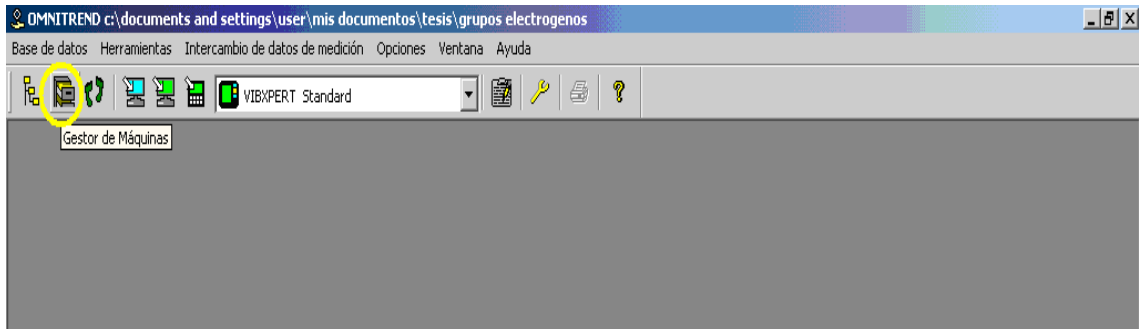 OMNITREND c:\documents and settings\user\mis documentos\tesis\grupos electrogenos
Base de datos Herramientas Intercambio de datos de medición Opciones Ventana Ayuda
VIBXPERT Standard
Gestor de Máquinas